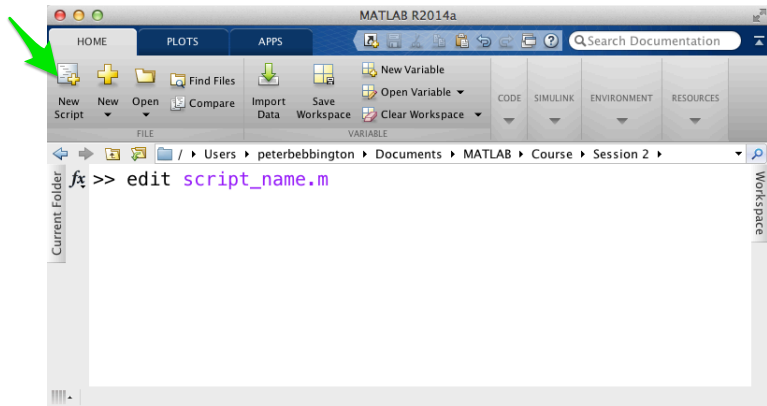 MATLAB R2014a
HOME PLOTS APPS Search Documentation
New Script
New
Open
Find Files
Compare
Import Data
Save Workspace
New Variable
Open Variable
Clear Workspace
CODE
SIMULINK
ENVIRONMENT
RESOURCES
FILE VARIABLE
/ Users peterbebbington Documents MATLAB Course Session 2
Current Folder
fx >> edit script_name.m
Workspace